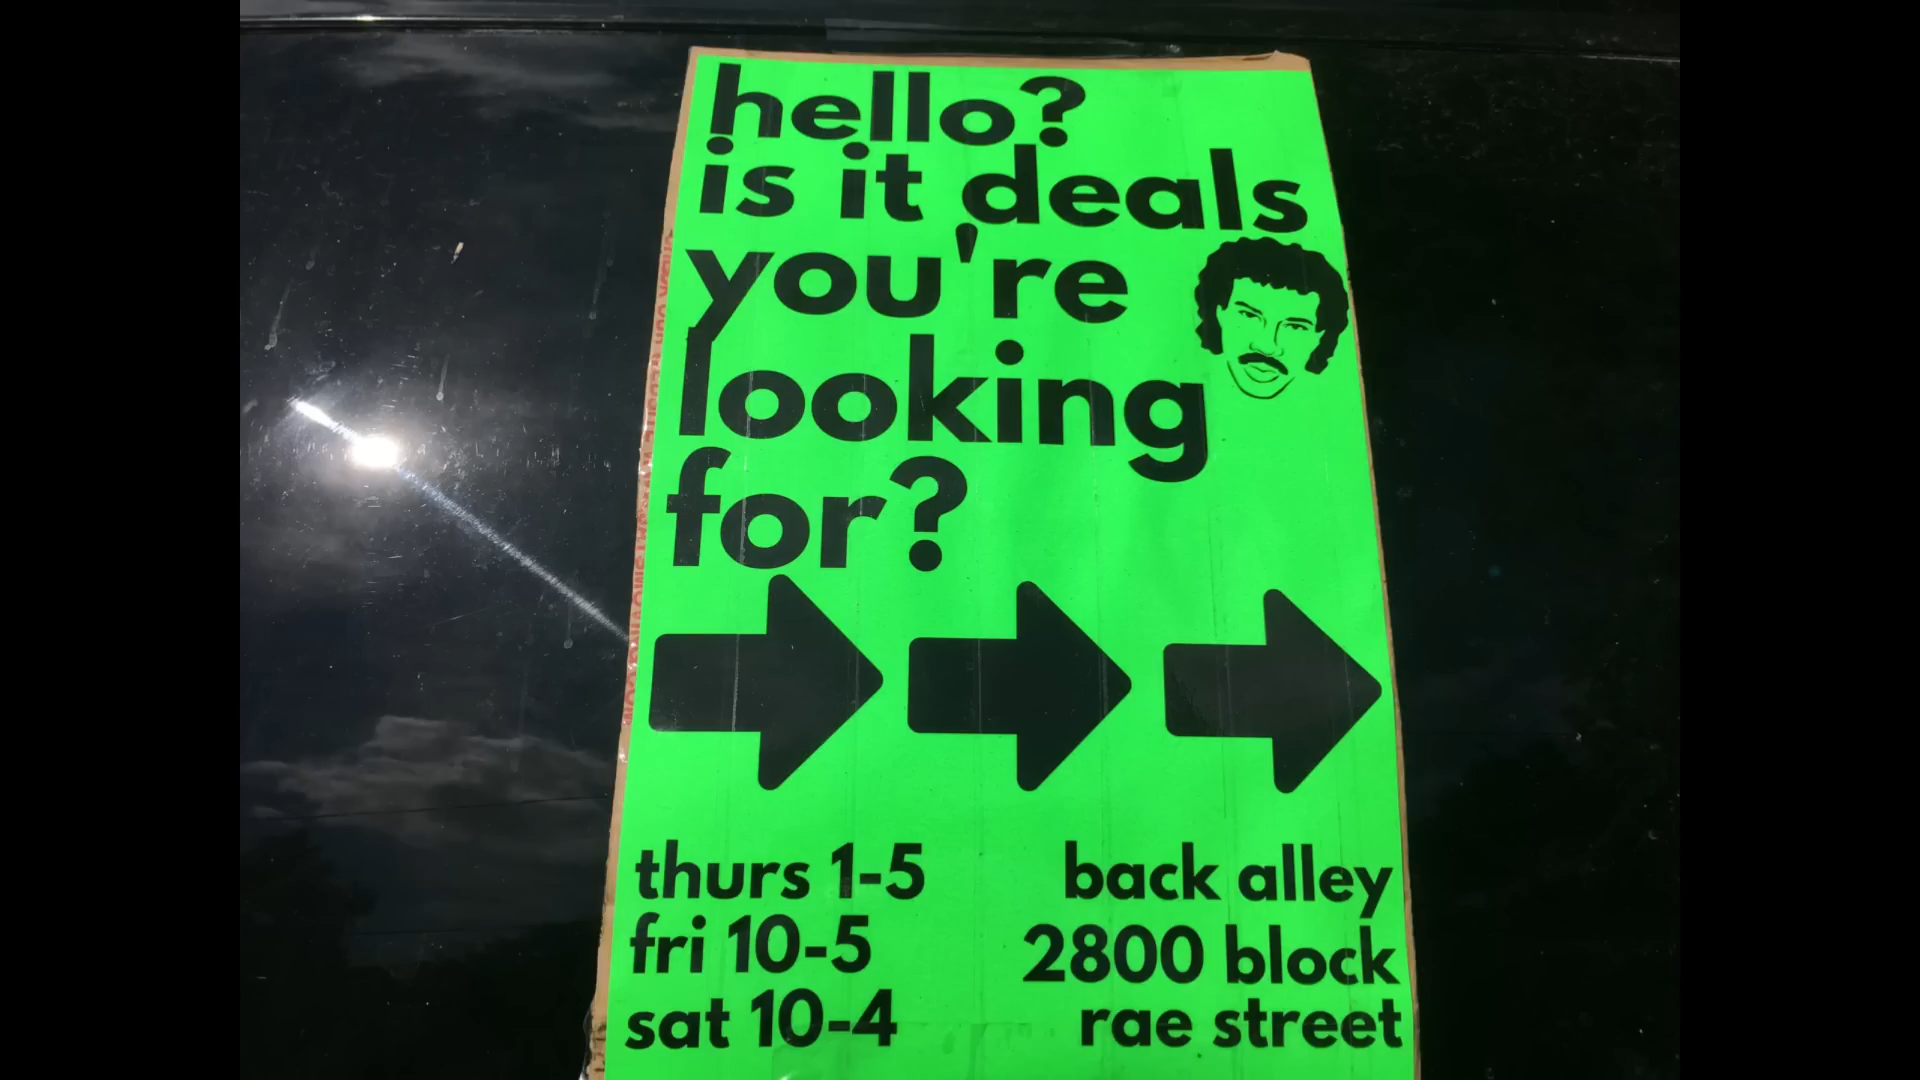 hello?
is it deals
you're
looking
for?
thurs 1-5
fri 10-5
sat 10-4
back alley
2800 block
rae street